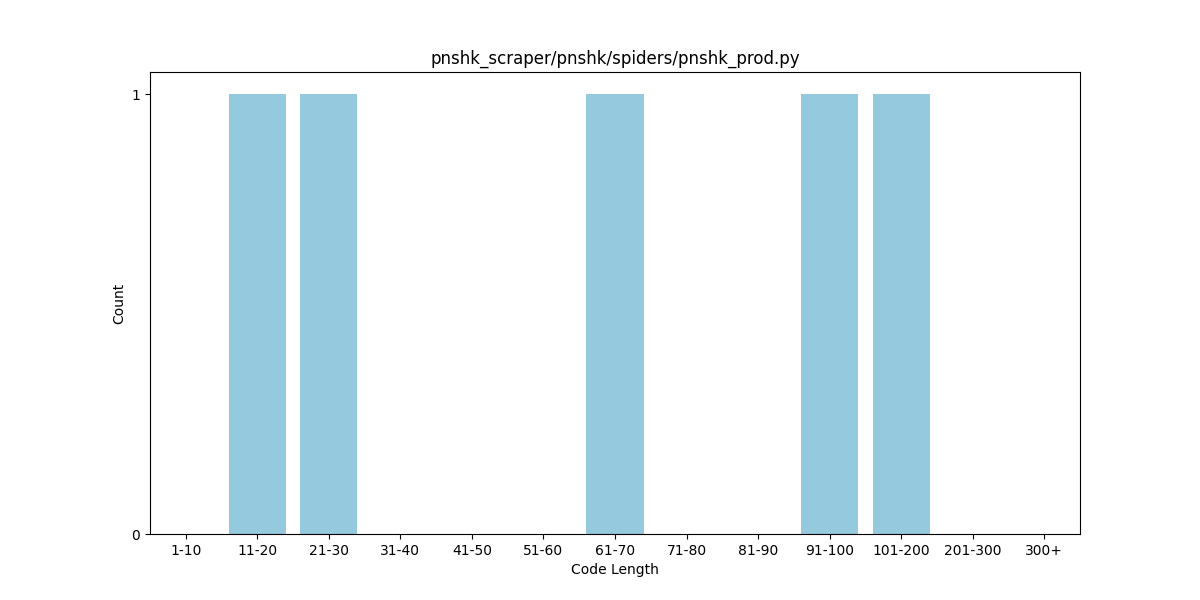 pnshk_scraper/pnshk/spiders/pnshk_prod.py
1
Count
0
1-10 11-20 21-30 31-40 41-50 51-60 61-70 71-80 81-90 91-100 101-200 201-300 300+
Code Length